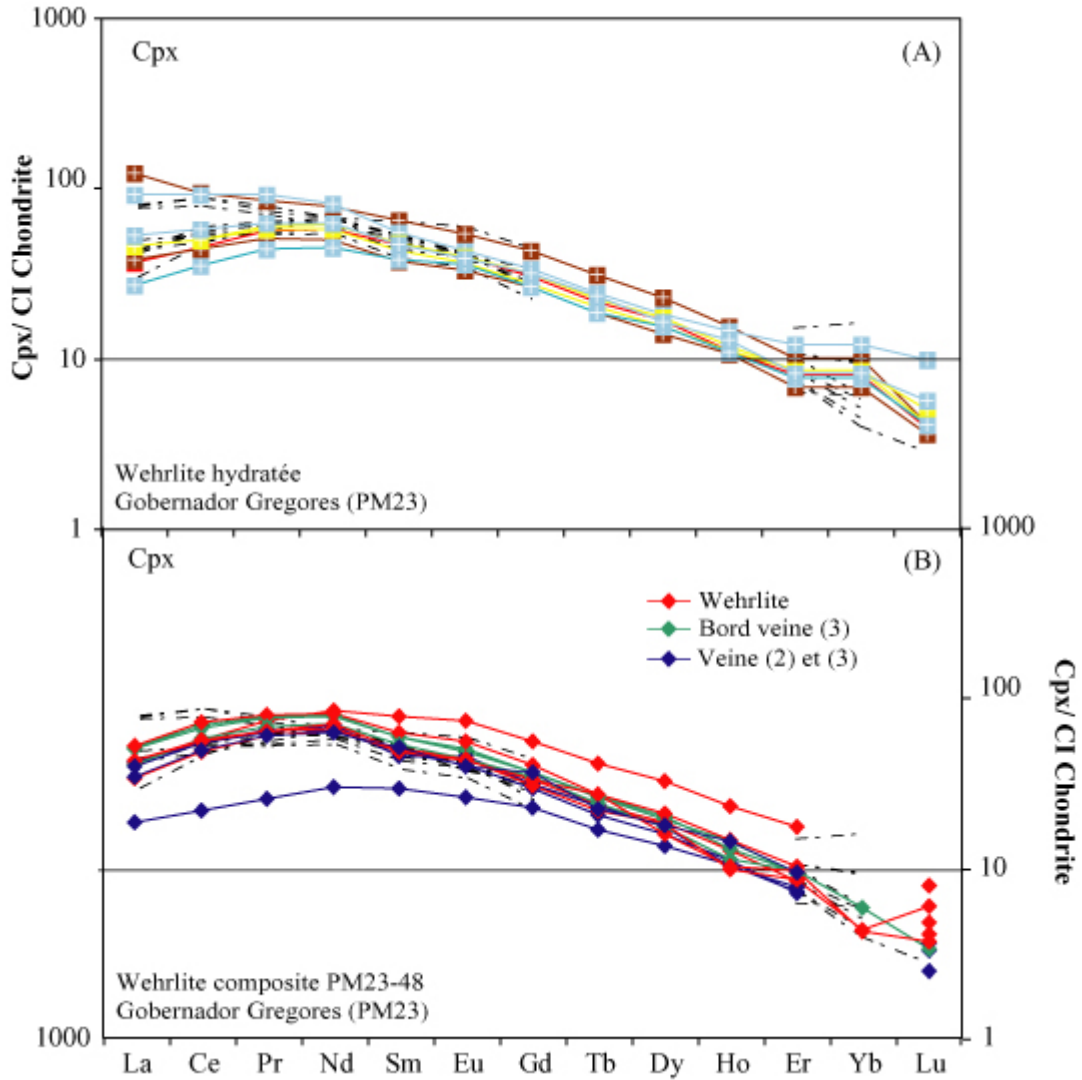 1000
Cpx
(A)
100
Cpx/ CI Chondrite
10
Wehrlite hydratée
Gobernador Gregores (PM23)
1
1000
Cpx
(B)
Wehrlite
Bord veine (3)
Veine (2) et (3)
100
Cpx/ CI Chondrite
10
Wehrlite composite PM23-48
Gobernador Gregores (PM23)
1000
1
La Ce Pr Nd Sm Eu Gd Tb Dy Ho Er Yb Lu